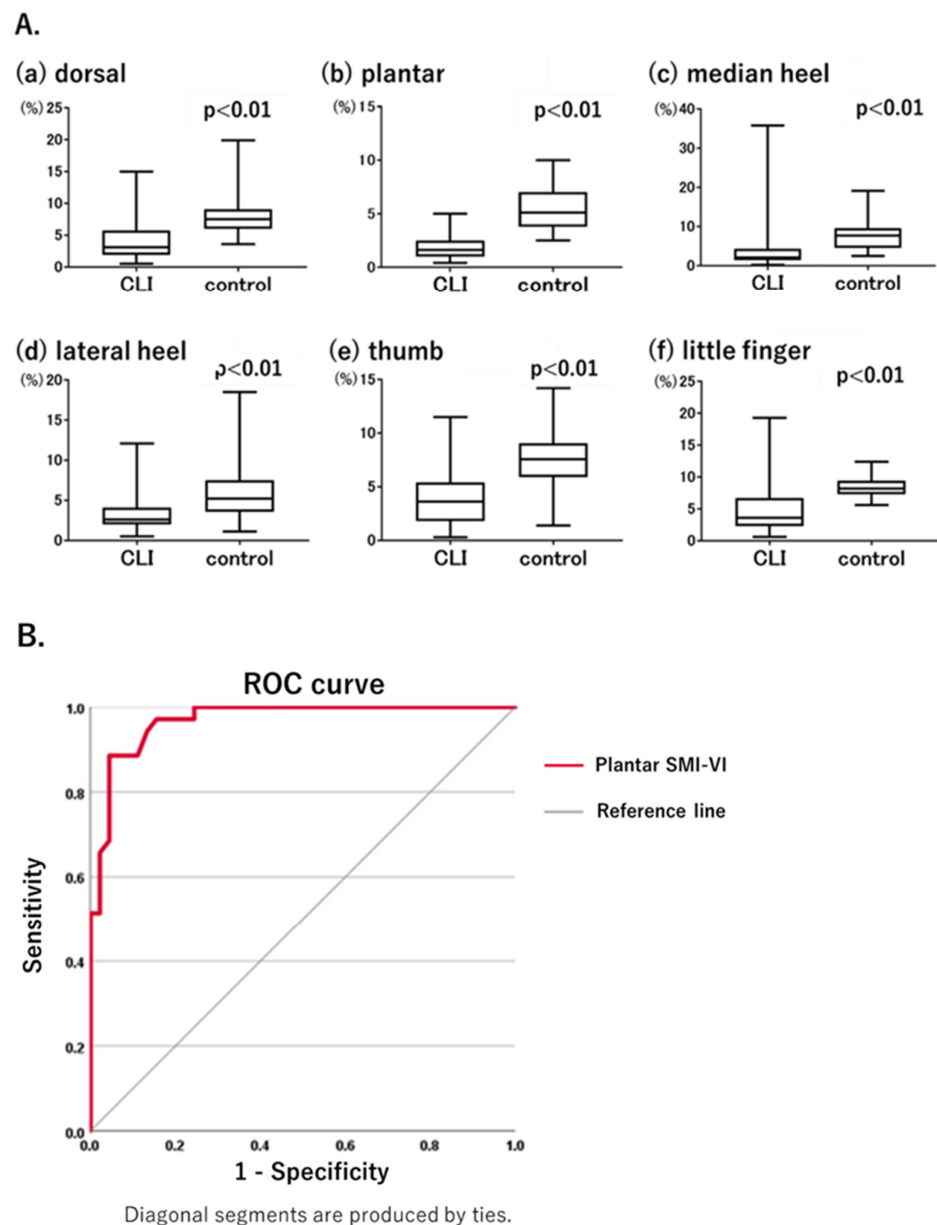 A.
(a) dorsal
(b) plantar
(c) median heel
(%) 25
20
15
10
5
0
p<0.01
CLI
control
(%) 15
10
5
0
p<0.01
CLI
control
(%) 40
30
20
10
0
p<0.01
CLI
control
(d) lateral heel
(e) thumb
(f) little finger
(%) 20
15
10
5
0
p<0.01
CLI
control
(%) 15
10
5
0
p<0.01
CLI
control
(%) 25
20
15
10
5
0
p<0.01
CLI
control
B.
ROC curve
1.0
0.8
0.6
0.4
0.2
0.0
Sensitivity
0.0 0.2 0.4 0.6 0.8 1.0
1 - Specificity
Plantar SMI-VI
Reference line
Diagonal segments are produced by ties.